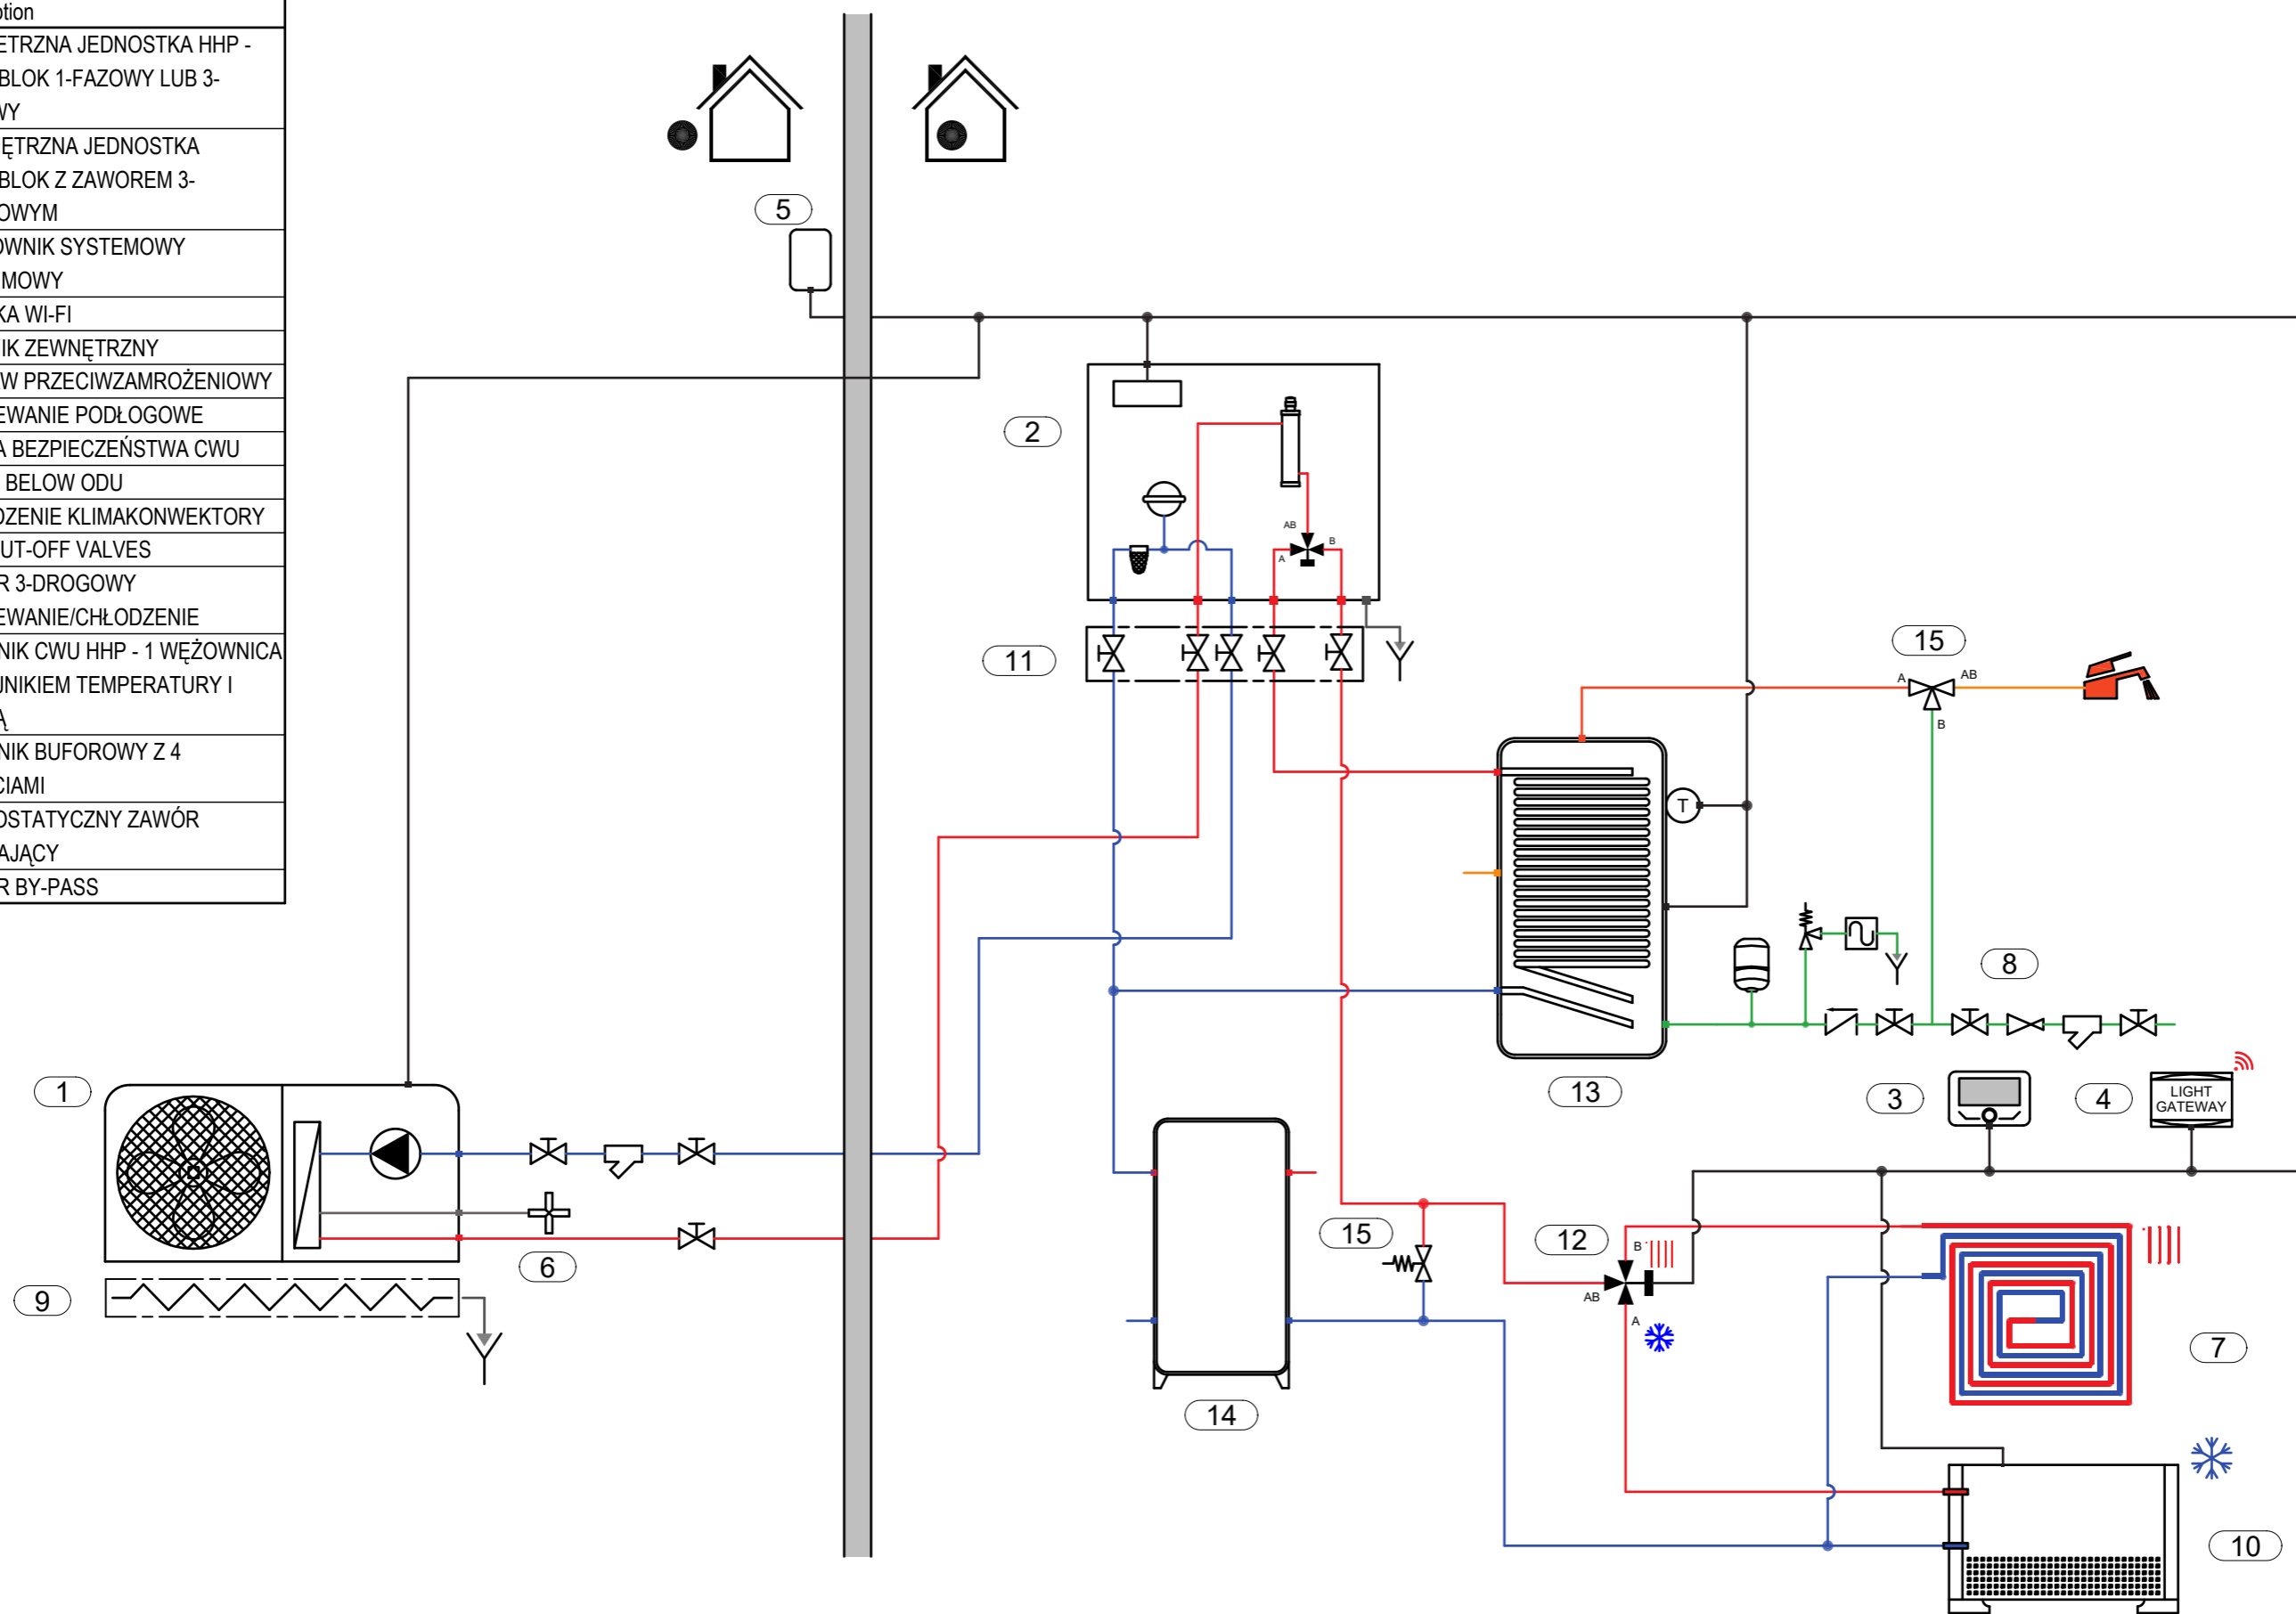 tion
ETRZNA JEDNOSTKA HHP -
BLOK 1-FAZOWY LUB 3-
WY
ĘTRZNA JEDNOSTKA
BLOK Z ZAWOREM 3-
OWYM
OWNIK SYSTEMOWY
MOWY
KA WI-FI
IK ZEWNĘTRZNY
W PRZECIWZAMROŻENIOWY
EWANIE PODŁOGOWE
A BEZPIECZEŃSTWA CWU
BELOW ODU
DZENIE KLIMAKONWEKTORY
UT-OFF VALVES
R 3-DROGOWY
EWANIE/CHŁODZENIE
NIK CWU HHP - 1 WĘŻOWNICA
JNIKIEM TEMPERATURY I
Ą
NIK BUFOROWY Z 4
CIAMI
OSTATYCZNY ZAWÓR
AJĄCY
R BY-PASS
5
2
AB
A
B
11
15
A
AB
B
T
8
1
13
3
4
LIGHT
GATEWAY
6
15
12
B
AB
A
9
7
14
10